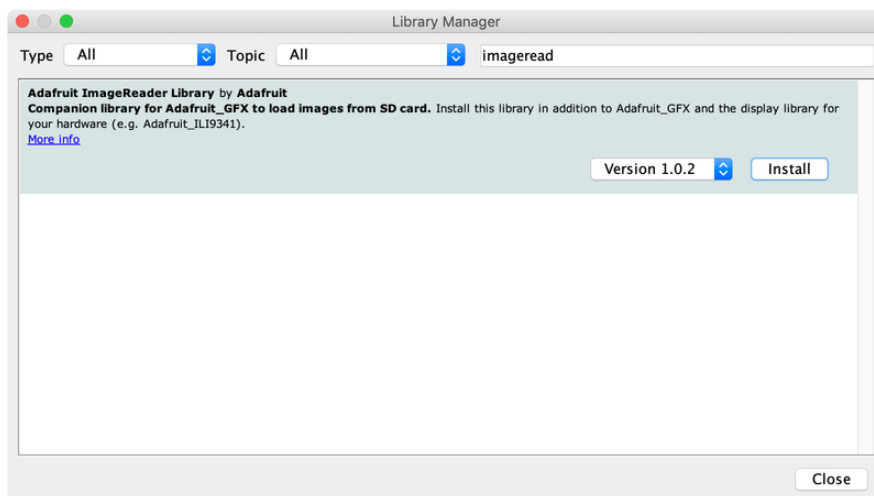 Library Manager
Type All Topic All imageread
Adafruit ImageReader Library by Adafruit
Companion library for Adafruit_GFX to load images from SD card. Install this library in addition to Adafruit_GFX and the display library for
your hardware (e.g. Adafruit_ILI9341).
More info
Version 1.0.2 Install
Close